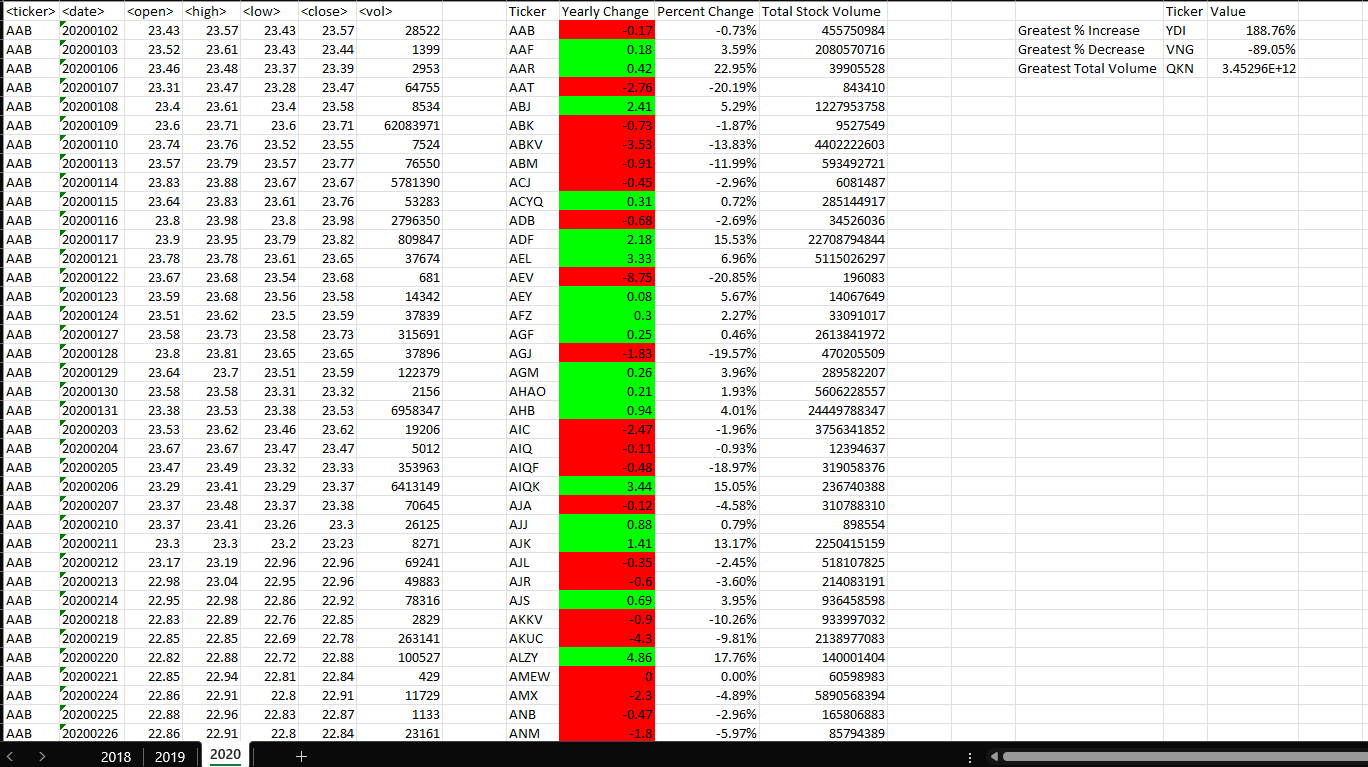 <ticker> <date> <open> <high> <low> <close> <vol> Ticker Yearly Change Percent Change Total Stock Volume Ticker Value
AAB 20200102 23.43 23.57 23.43 23.57 28522 AAB -0.17 -0.73% 455750984 Greatest % Increase YDI 188.76%
AAB 20200103 23.52 23.61 23.43 23.44 1399 AAF 0.18 3.59% 2080570716 Greatest % Decrease VNG -89.05%
AAB 20200106 23.46 23.48 23.37 23.39 2953 AAR 0.42 22.95% 39905528 Greatest Total Volume QKN 3.45296E+12
AAB 20200107 23.31 23.47 23.28 23.47 64755 AAT -2.76 -20.19% 843410
AAB 20200108 23.4 23.61 23.4 23.58 8534 ABJ 2.41 5.29% 1227953758
AAB 20200109 23.6 23.71 23.6 23.71 62083971 ABK -0.73 -1.87% 9527549
AAB 20200110 23.74 23.76 23.52 23.55 7524 ABKV -3.53 -13.83% 4402222603
AAB 20200113 23.57 23.79 23.57 23.77 76550 ABM -0.91 -11.99% 593492721
AAB 20200114 23.83 23.88 23.67 23.67 5781390 ACJ -0.45 -2.96% 6081487
AAB 20200115 23.64 23.83 23.61 23.76 53283 ACYQ 0.31 0.72% 285144917
AAB 20200116 23.8 23.98 23.8 23.98 2796350 ADB -0.68 -2.69% 34526036
AAB 20200117 23.9 23.95 23.79 23.82 809847 ADF 2.18 15.53% 22708794844
AAB 20200121 23.78 23.78 23.61 23.65 37674 AEL 3.33 6.96% 5115026297
AAB 20200122 23.67 23.68 23.54 23.68 681 AEV -8.75 -20.85% 196083
AAB 20200123 23.59 23.68 23.56 23.58 14342 AEY 0.08 5.67% 14067649
AAB 20200124 23.51 23.62 23.5 23.59 37839 AFZ 0.3 2.27% 33091017
AAB 20200127 23.58 23.73 23.58 23.73 315691 AGF 0.25 0.46% 2613841972
AAB 20200128 23.8 23.81 23.65 23.65 37896 AGJ -1.83 -19.57% 470205509
AAB 20200129 23.64 23.7 23.51 23.59 122379 AGM 0.26 3.96% 289582207
AAB 20200130 23.58 23.58 23.31 23.32 2156 AHAO 0.21 1.93% 5606228557
AAB 20200131 23.38 23.53 23.38 23.53 6958347 AHB 0.94 4.01% 24449788347
AAB 20200203 23.53 23.62 23.46 23.62 19206 AIC -2.47 -1.96% 3756341852
AAB 20200204 23.67 23.67 23.47 23.47 5012 AIQ -0.11 -0.93% 12394637
AAB 20200205 23.47 23.49 23.32 23.33 353963 AIQF -0.48 -18.97% 319058376
AAB 20200206 23.29 23.41 23.29 23.37 6413149 AIQK 3.44 15.05% 236740388
AAB 20200207 23.37 23.48 23.37 23.38 70645 AJA -0.12 -4.58% 310788310
AAB 20200210 23.37 23.41 23.26 23.3 26125 AJJ 0.88 0.79% 898554
AAB 20200211 23.3 23.3 23.2 23.23 8271 AJK 1.41 13.17% 2250415159
AAB 20200212 23.17 23.19 22.96 22.96 69241 AJL -0.35 -2.45% 518107825
AAB 20200213 22.98 23.04 22.95 22.96 49883 AJR -0.6 -3.60% 214083191
AAB 20200214 22.95 22.98 22.86 22.92 78316 AJS 0.69 3.95% 936458598
AAB 20200218 22.83 22.89 22.76 22.85 2829 AKKV -0.9 -10.26% 933997032
AAB 20200219 22.85 22.85 22.69 22.78 263141 AKUC -4.3 -9.81% 2138977083
AAB 20200220 22.82 22.88 22.72 22.88 100527 ALZY 4.86 17.76% 140001404
AAB 20200221 22.85 22.94 22.81 22.84 429 AMEW 0 0.00% 60598983
AAB 20200224 22.86 22.91 22.8 22.91 11729 AMX -2.3 -4.89% 5890568394
AAB 20200225 22.88 22.96 22.83 22.87 1133 ANB -0.47 -2.96% 165806883
AAB 20200226 22.86 22.91 22.8 22.84 23161 ANM -1.8 -5.97% 85794389
2018 2019 2020